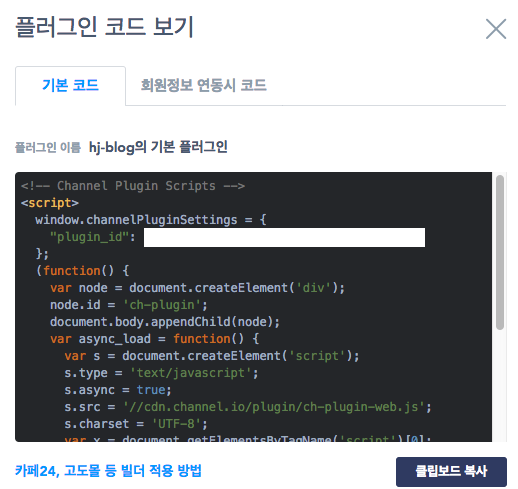 플러그인 코드 보기
기본 코드 회원정보 연동시 코드
플러그인 이름 hj-blog의 기본 플러그인
<!-- Channel Plugin Scripts -->
<script>
window.channelPluginSettings = {
"plugin_id":
};
(function() {
var node = document.createElement('div');
node.id = 'ch-plugin';
document.body.appendChild(node);
var async_load = function() {
var s = document.createElement('script');
s.type = 'text/javascript';
s.async = true;
s.src = '//cdn.channel.io/plugin/ch-plugin-web.js';
s.charset = 'UTF-8';
var x = document.getElementsByTagName('script')[0];
카페24, 고도몰 등 빌더 적용 방법
클립보드 복사